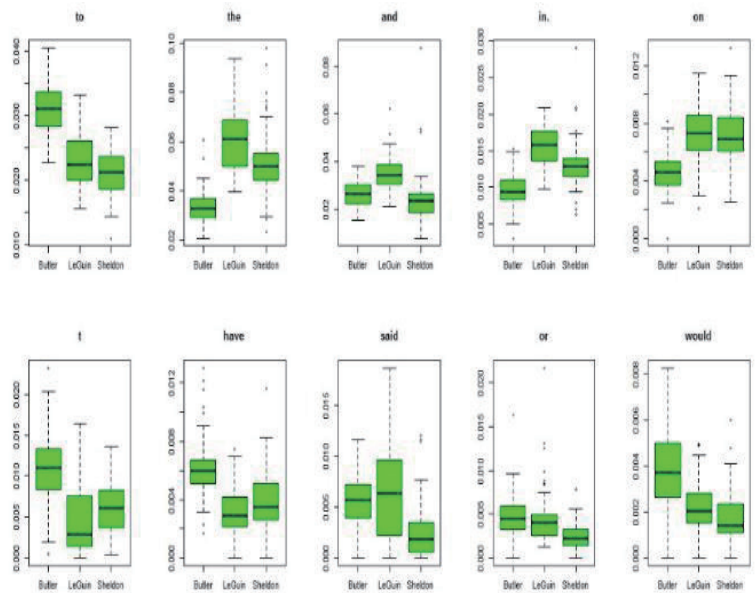 to
0.040
0.030
0.020
0.010
Butler LeGuin Sheldon
the
0.10
0.08
0.06
0.04
0.02
Butler LeGuin Sheldon
and
0.08
0.06
0.04
0.02
Butler LeGuin Sheldon
in.
0.030
0.025
0.020
0.015
0.010
0.005
Butler LeGuin Sheldon
on
0.012
0.008
0.004
0.000
Butler LeGuin Sheldon
t
0.020
0.015
0.010
0.005
0.000
Butler LeGuin Sheldon
have
0.012
0.008
0.004
0.000
Butler LeGuin Sheldon
said
0.015
0.010
0.005
0.000
Butler LeGuin Sheldon
or
0.020
0.015
0.010
0.005
0.000
Butler LeGuin Sheldon
would
0.008
0.006
0.004
0.002
0.000
Butler LeGuin Sheldon